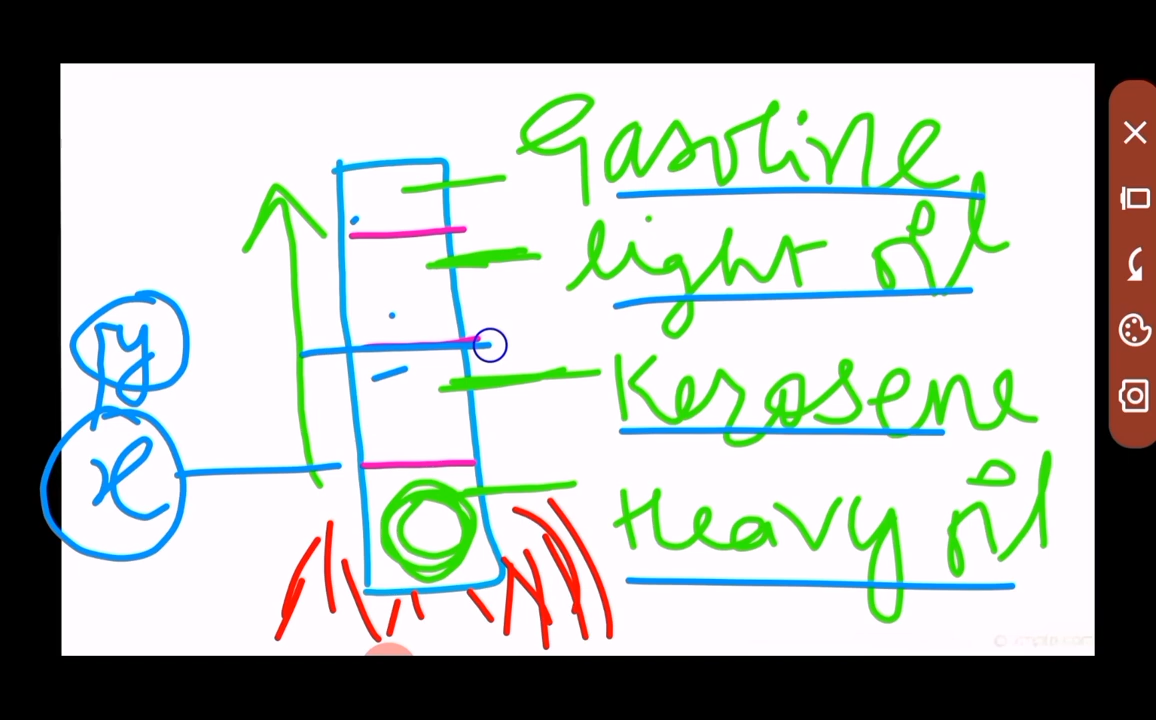 Gasoline
light oil
y
Kerosene
x
Heavy oil